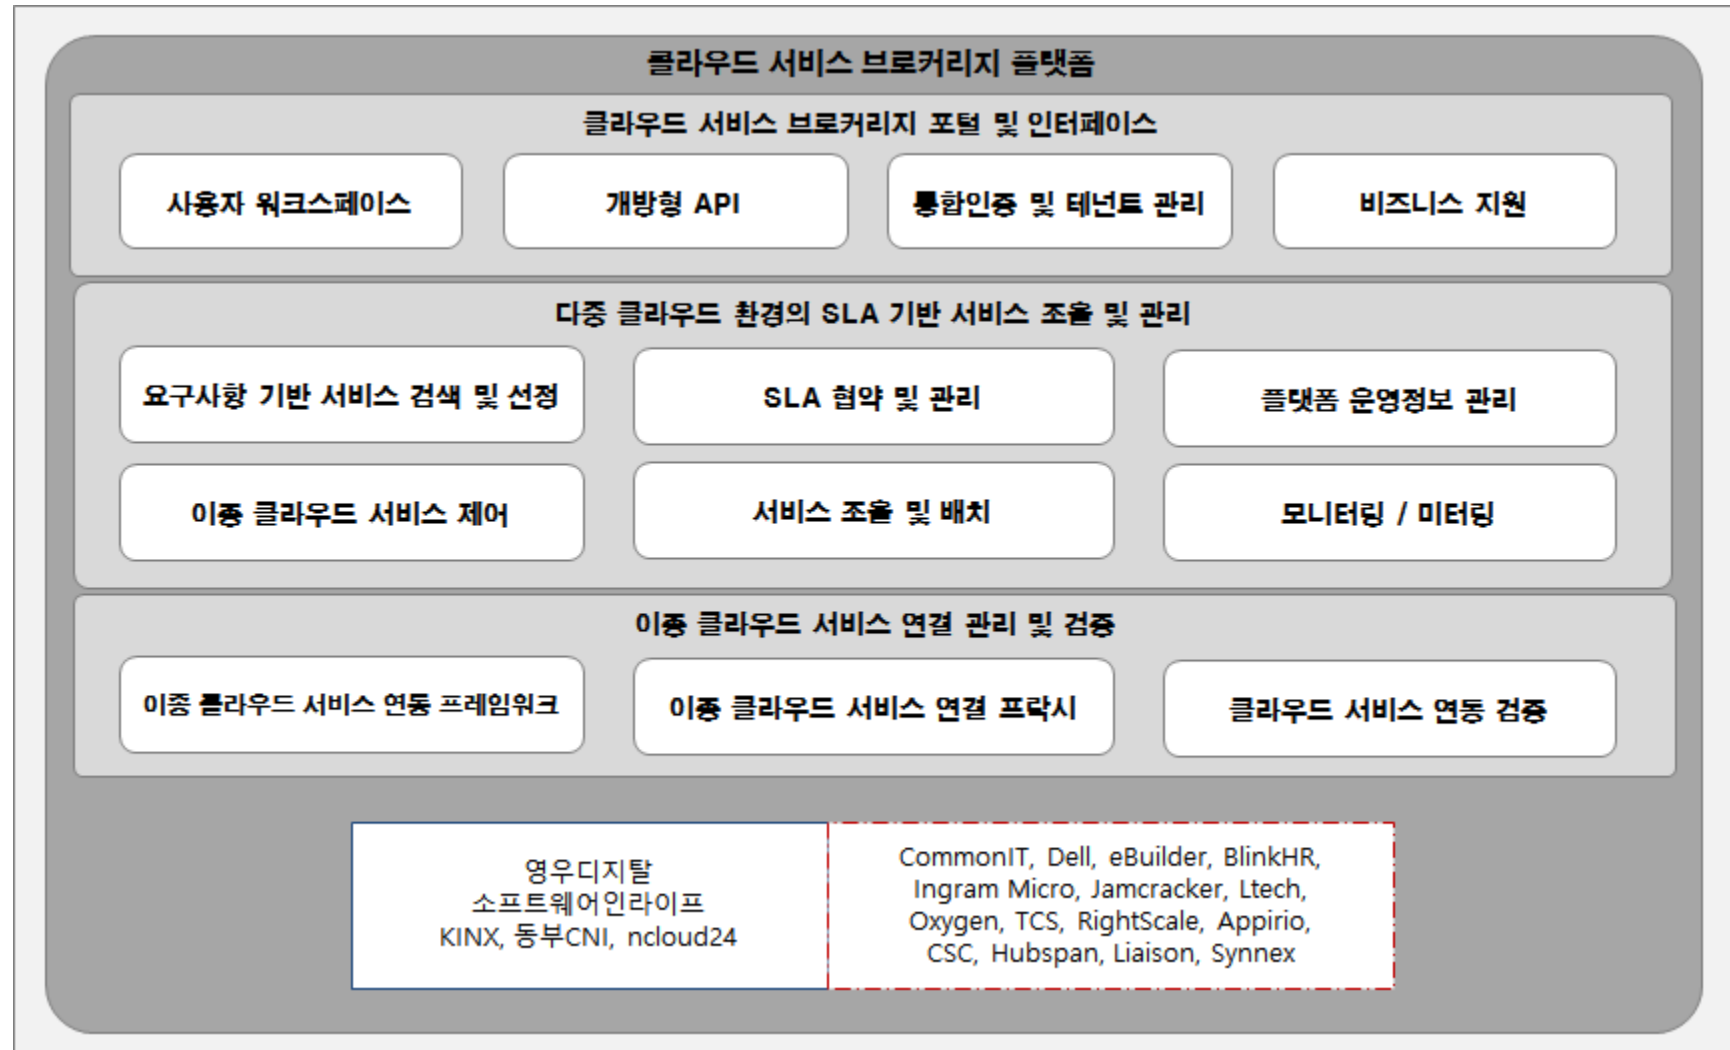 클라우드 서비스 브로커리지 플랫폼
클라우드 서비스 브로커리지 포털 및 인터페이스
사용자 워크스페이스
개방형 API
통합인증 및 테넌트 관리
비즈니스 지원
다중 클라우드 환경의 SLA 기반 서비스 조율 및 관리
요구사항 기반 서비스 검색 및 선정
SLA 협약 및 관리
플랫폼 운영정보 관리
이종 클라우드 서비스 제어
서비스 조율 및 배치
모니터링 / 미터링
이종 클라우드 서비스 연결 관리 및 검증
이종 클라우드 서비스 연동 프레임워크
이종 클라우드 서비스 연결 프락시
클라우드 서비스 연동 검증
영우디지탈
소프트웨어인라이프
KINX, 동부CNI, ncloud24
CommonIT, Dell, eBuilder, BlinkHR,
Ingram Micro, Jamcracker, Ltech,
Oxygen, TCS, RightScale, Appirio,
CSC, Hubspan, Liaison, Synnex